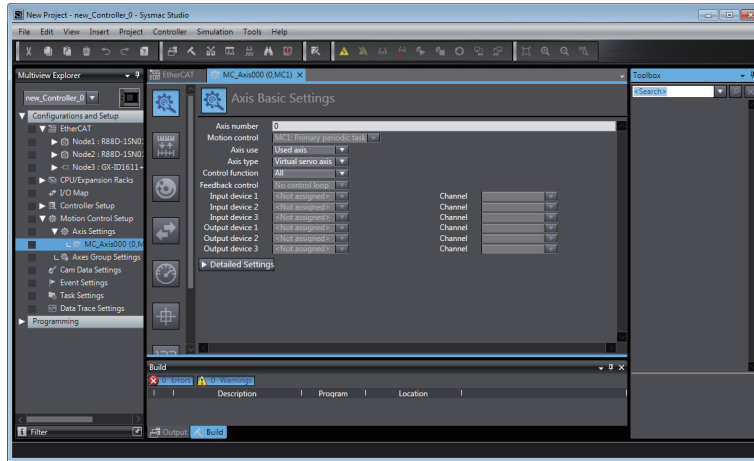 New Project - new_Controller_0 - Sysmac Studio
File Edit View Insert Project Controller Simulation Tools Help
Multiview Explorer
EtherCAT
MC_Axis000 (0,MC1)
Toolbox
new_Controller_0
<Search>
Axis Basic Settings
Configurations and Setup
EtherCAT
Node1 : R88D-1SN0
Node2 : R88D-1SN0
Node3 : GX-ID1611
CPU/Expansion Racks
I/O Map
Controller Setup
Motion Control Setup
Axis Settings
MC_Axis000 (0,M
Axes Group Settings
Cam Data Settings
Event Settings
Task Settings
Data Trace Settings
Programming
Axis number 0
Motion control MC1: Primary periodic task
Axis use Used axis
Axis type Virtual servo axis
Control function All
Feedback control No control loop
Input device 1 <Not assigned> Channel
Input device 2 <Not assigned> Channel
Input device 3 <Not assigned> Channel
Output device 1 <Not assigned> Channel
Output device 2 <Not assigned> Channel
Output device 3 <Not assigned> Channel
Detailed Settings
Build
0 Errors 0 Warnings
Description Program Location
Filter
Output Build